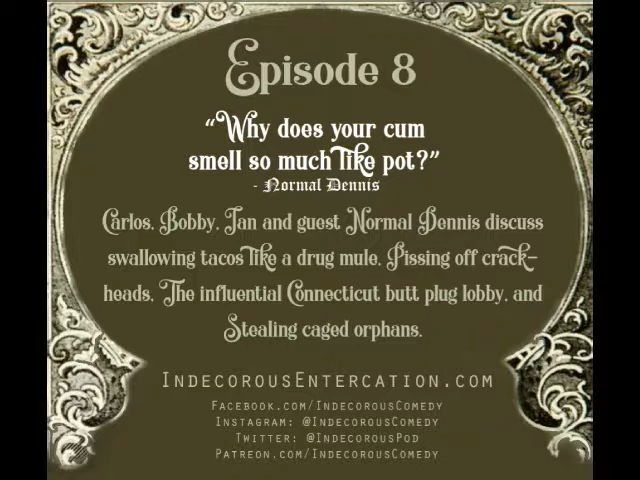 Episode 8
"Why does your cum
smell so much like pot?"
- Normal Dennis
Carlos, Bobby, Ian and guest Normal Dennis discuss
swallowing tacos like a drug mule, Pissing off crack-
heads, The influential Connecticut butt plug lobby, and
Stealing caged orphans.
IndecorousEntercation.com
Facebook.com/IndecorousComedy
Instagram: @IndecorousComedy
Twitter: @IndecorousPod
Patreon.com/IndecorousComedy